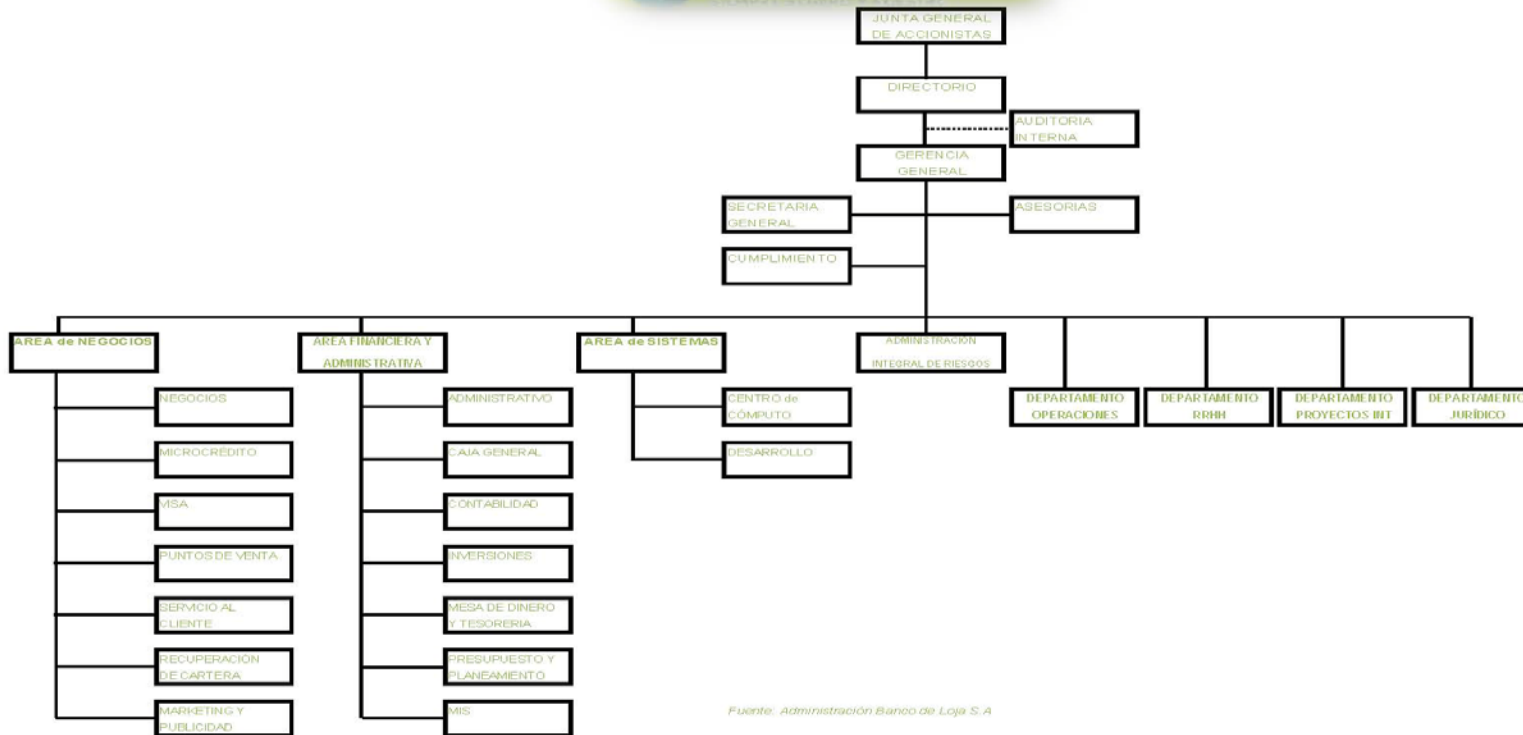 JUNTA GENERAL
DE ACCIONISTAS
DIRECTORIO
AUDITORIA
INTERNA
GERENCIA
GENERAL
SECRETARIA
GENERAL
ASESORIAS
CUMPLIMIENTO
AREA de NEGOCIOS
AREA FINANCIERA Y
ADMINISTRATIVA
AREA de SISTEMAS
ADMINISTRACIÓN
INTEGRAL DE RIESGOS
NEGOCIOS
MICROCRÉDITO
VISA
PUNTOS DE VENTA
SERVICIO AL
CLIENTE
RECUPERACIÓN
DE CARTERA
MARKETING Y
PUBLICIDAD
ADMINISTRATIVO
CAJA GENERAL
CONTABILIDAD
INVERSIONES
MESA DE DINERO
Y TESORERIA
PRESUPUESTO Y
PLANEAMIENTO
MIS
CENTRO de
CÓMPUTO
DESARROLLO
DEPARTAMENTO
OPERACIONES
DEPARTAMENTO
RRHH
DEPARTAMENTO
PROYECTOS INT
DEPARTAMENTO
JURÍDICO
Fuente: Administración Banco de Loja S.A